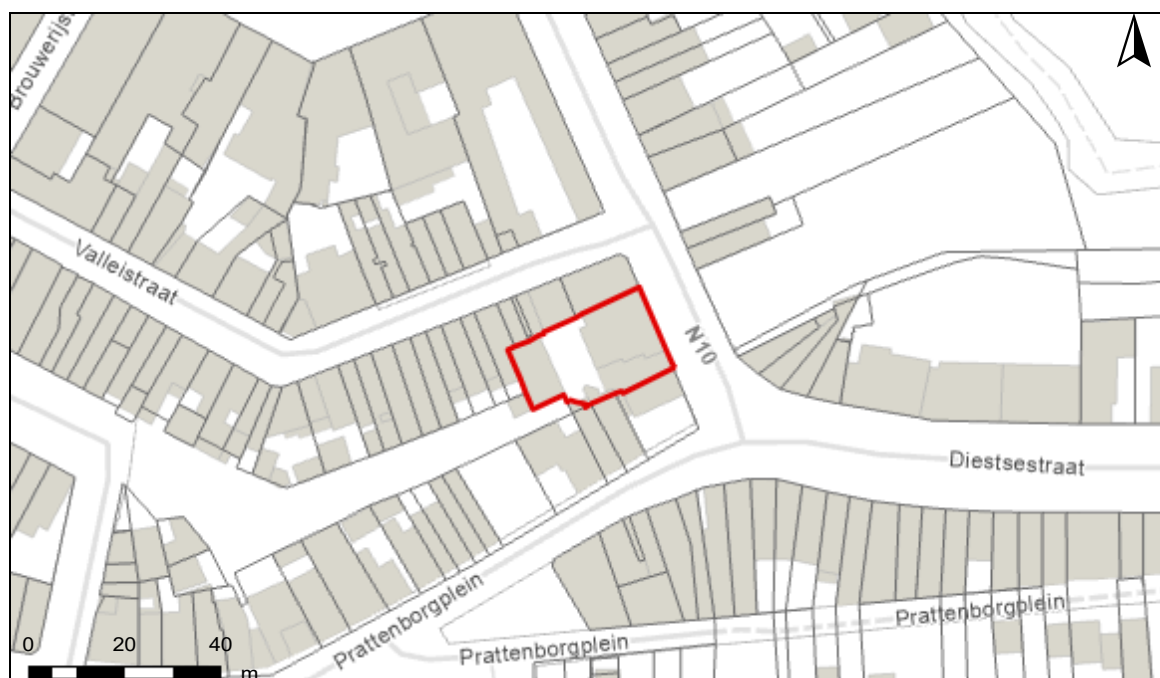 Brouwerijs
Valleistraat
N10
Diestsestraat
Prattenborgplein
Prattenborgplein
Prattenborgplein
0 20 40
m